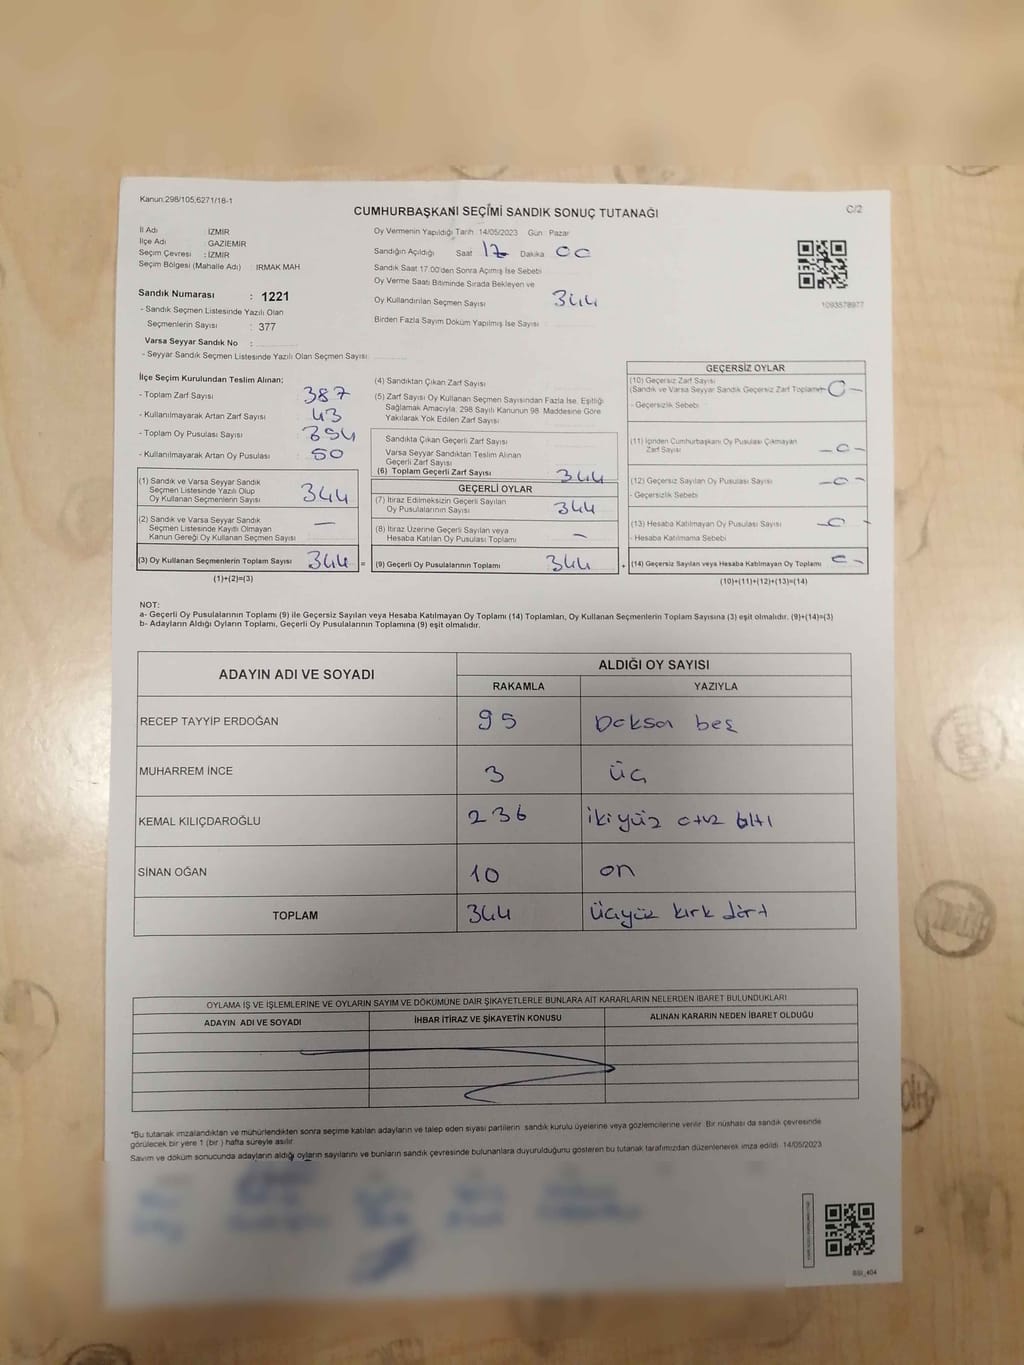 Kanun:298/105,6271/18-1
CUMHURBAŞKANI SEÇİMİ SANDIK SONUÇ TUTANAĞI
C/2
İl Adı : İZMİR
İlçe Adı : GAZİEMİR
Seçim Çevresi : İZMİR
Seçim Bölgesi (Mahalle Adı) : IRMAK MAH
Sandık Numarası : 1221
- Sandık Seçmen Listesinde Yazılı Olan
Seçmenlerin Sayısı : 377
Varsa Seyyar Sandık No :
- Seyyar Sandık Seçmen Listesinde Yazılı Olan Seçmen Sayısı:
Oy Vermenin Yapıldığı Tarih :14/05/2023 Gün : Pazar
Sandığın Açıldığı Saat 17 Dakika 00
Sandık Saat 17:00'den Sonra Açımış İse Sebebi
Oy Verme Saati Bitiminde Sırada Bekleyen ve
Oy Kullandırılan Seçmen Sayısı 344
Birden Fazla Sayım Döküm Yapılmış İse Sayısı :
1093578977
İlçe Seçim Kurulundan Teslim Alınan;
- Toplam Zarf Sayısı 387
- Kullanılmayarak Artan Zarf Sayısı 43
- Toplam Oy Pusulası Sayısı 394
- Kullanılmayarak Artan Oy Pusulası 50
(1) Sandık ve Varsa Seyyar Sandık
Seçmen Listesinde Yazılı Olup
Oy Kullanan Seçmenlerin Sayısı 344
(2) Sandık ve Varsa Seyyar Sandık
Seçmen Listesinde Kayıtlı Olmayan
Kanun Gereği Oy Kullanan Seçmen Sayısı —
(3) Oy Kullanan Seçmenlerin Toplam Sayısı 344 =
(1)+(2)=(3)
(4) Sandıktan Çıkan Zarf Sayısı
(5) Zarf Sayısı Oy Kullanan Seçmen Sayısından Fazla İse, Eşitliği
Sağlamak Amacıyla, 298 Sayılı Kanunun 98. Maddesine Göre
Yakılarak Yok Edilen Zarf Sayısı
Sandıkta Çıkan Geçerli Zarf Sayısı
Varsa Seyyar Sandıktan Teslim Alınan
Geçerli Zarf Sayısı
(6) Toplam Geçerli Zarf Sayısı 344
GEÇERLİ OYLAR
(7) İtiraz Edilmeksizin Geçerli Sayılan
Oy Pusulalarının Sayısı 344
(8) İtiraz Üzerine Geçerli Sayılan veya
Hesaba Katılan Oy Pusulası Toplamı —
(9) Geçerli Oy Pusulalarının Toplamı 344 +
GEÇERSİZ OYLAR
(10) Geçersiz Zarf Sayısı
(Sandık ve Varsa Seyyar Sandık Geçersiz Zarf Toplamı) - 0 -
- Geçersizlik Sebebi
(11) İçinden Cumhurbaşkanı Oy Pusulası Çıkmayan
Zarf Sayısı - 0 -
(12) Geçersiz Sayılan Oy Pusulası Sayısı - 0 -
- Geçersizlik Sebebi
(13) Hesaba Katılmayan Oy Pusulası Sayısı - 0 -
- Hesaba Katılmama Sebebi
(14) Geçersiz Sayılan veya Hesaba Katılmayan Oy Toplamı 0 -
(10)+(11)+(12)+(13)=(14)
NOT:
a- Geçerli Oy Pusulalarının Toplamı (9) ile Geçersiz Sayılan veya Hesaba Katılmayan Oy Toplamı (14) Toplamları, Oy Kullanan Seçmenlerin Toplam Sayısına (3) eşit olmalıdır. (9)+(14)=(3)
b- Adayların Aldığı Oyların Toplamı, Geçerli Oy Pusulalarının Toplamına (9) eşit olmalıdır.
ADAYIN ADI VE SOYADI ALDIĞI OY SAYISI
RAKAMLA YAZIYLA
RECEP TAYYİP ERDOĞAN 95 Doksan beş
MUHARREM İNCE 3 üç
KEMAL KILIÇDAROĞLU 236 ikiyüz otuz altı
SİNAN OĞAN 10 on
TOPLAM 344 üçyüz kırk dört
OYLAMA İŞ VE İŞLEMLERİNE VE OYLARIN SAYIM VE DÖKÜMÜNE DAİR ŞİKAYETLERLE BUNLARA AİT KARARLARIN NELERDEN İBARET BULUNDUKLARI
ADAYIN ADI VE SOYADI İHBAR İTİRAZ VE ŞİKAYETİN KONUSU ALINAN KARARIN NEDEN İBARET OLDUĞU
*Bu tutanak imzalandıktan ve mühürlendikten sonra seçime katılan adayların ve talep eden siyasi partilerin sandık kurulu üyelerine veya gözlemcilerine verilir. Bir nüshası da sandık çevresinde
görülecek bir yere 1 (bir ) hafta süreyle asılır.
Sayım ve döküm sonucunda adayların aldığı oyların sayılarını ve bunların sandık çevresinde bulunanlara duyurulduğunu gösteren bu tutanak tarafımızdan düzenlenerek imza edildi. 14/05/2023